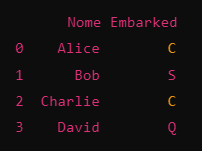 Nome Embarked
0 Alice C
1 Bob S
2 Charlie C
3 David Q